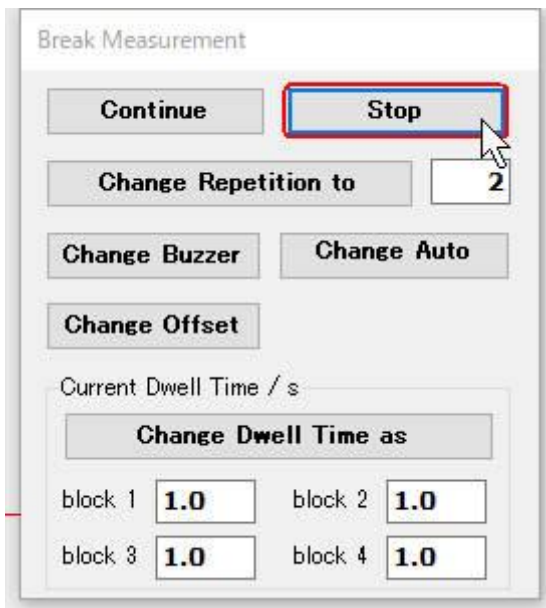 Break Measurement
Continue Stop
Change Repetition to 2
Change Buzzer Change Auto
Change Offset
Current Dwell Time / s
Change Dwell Time as
block 1 1.0 block 2 1.0
block 3 1.0 block 4 1.0